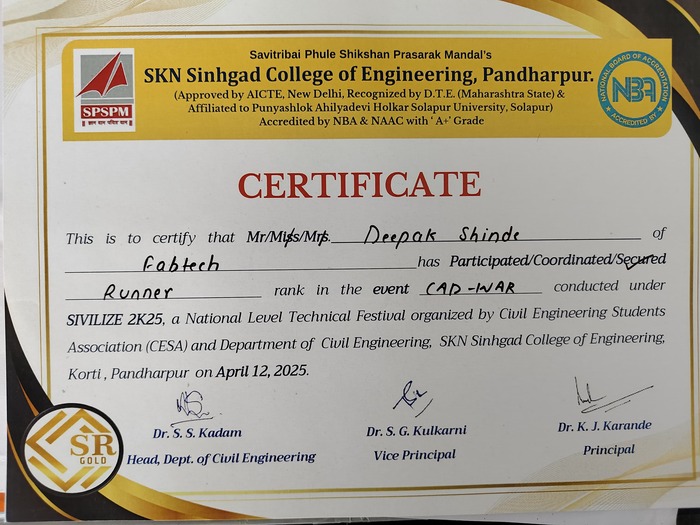 Savitribai Phule Shikshan Prasarak Mandal's
SKN Sinhgad College of Engineering, Pandharpur.
(Approved by AICTE, New Delhi, Recognized by D.T.E. (Maharashtra State) &
Affiliated to Punyashlok Ahilyadevi Holkar Solapur University, Solapur)
Accredited by NBA & NAAC with ' A+' Grade
SPSPM
NATIONAL BOARD OF ACCREDITATION
NBA
ACCREDITED BY
CERTIFICATE
This is to certify that Mr/Miss/Mrs. Deepak Shinde of
Fabtech has Participated/Coordinated/Secured
Runner rank in the event CAD-WAR conducted under
SIVILIZE 2K25, a National Level Technical Festival organized by Civil Engineering Students
Association (CESA) and Department of Civil Engineering, SKN Sinhgad College of Engineering,
Korti , Pandharpur on April 12, 2025.
Dr. S. S. Kadam Dr. S. G. Kulkarni Dr. K. J. Karande
Head, Dept. of Civil Engineering Vice Principal Principal
SR
GOLD